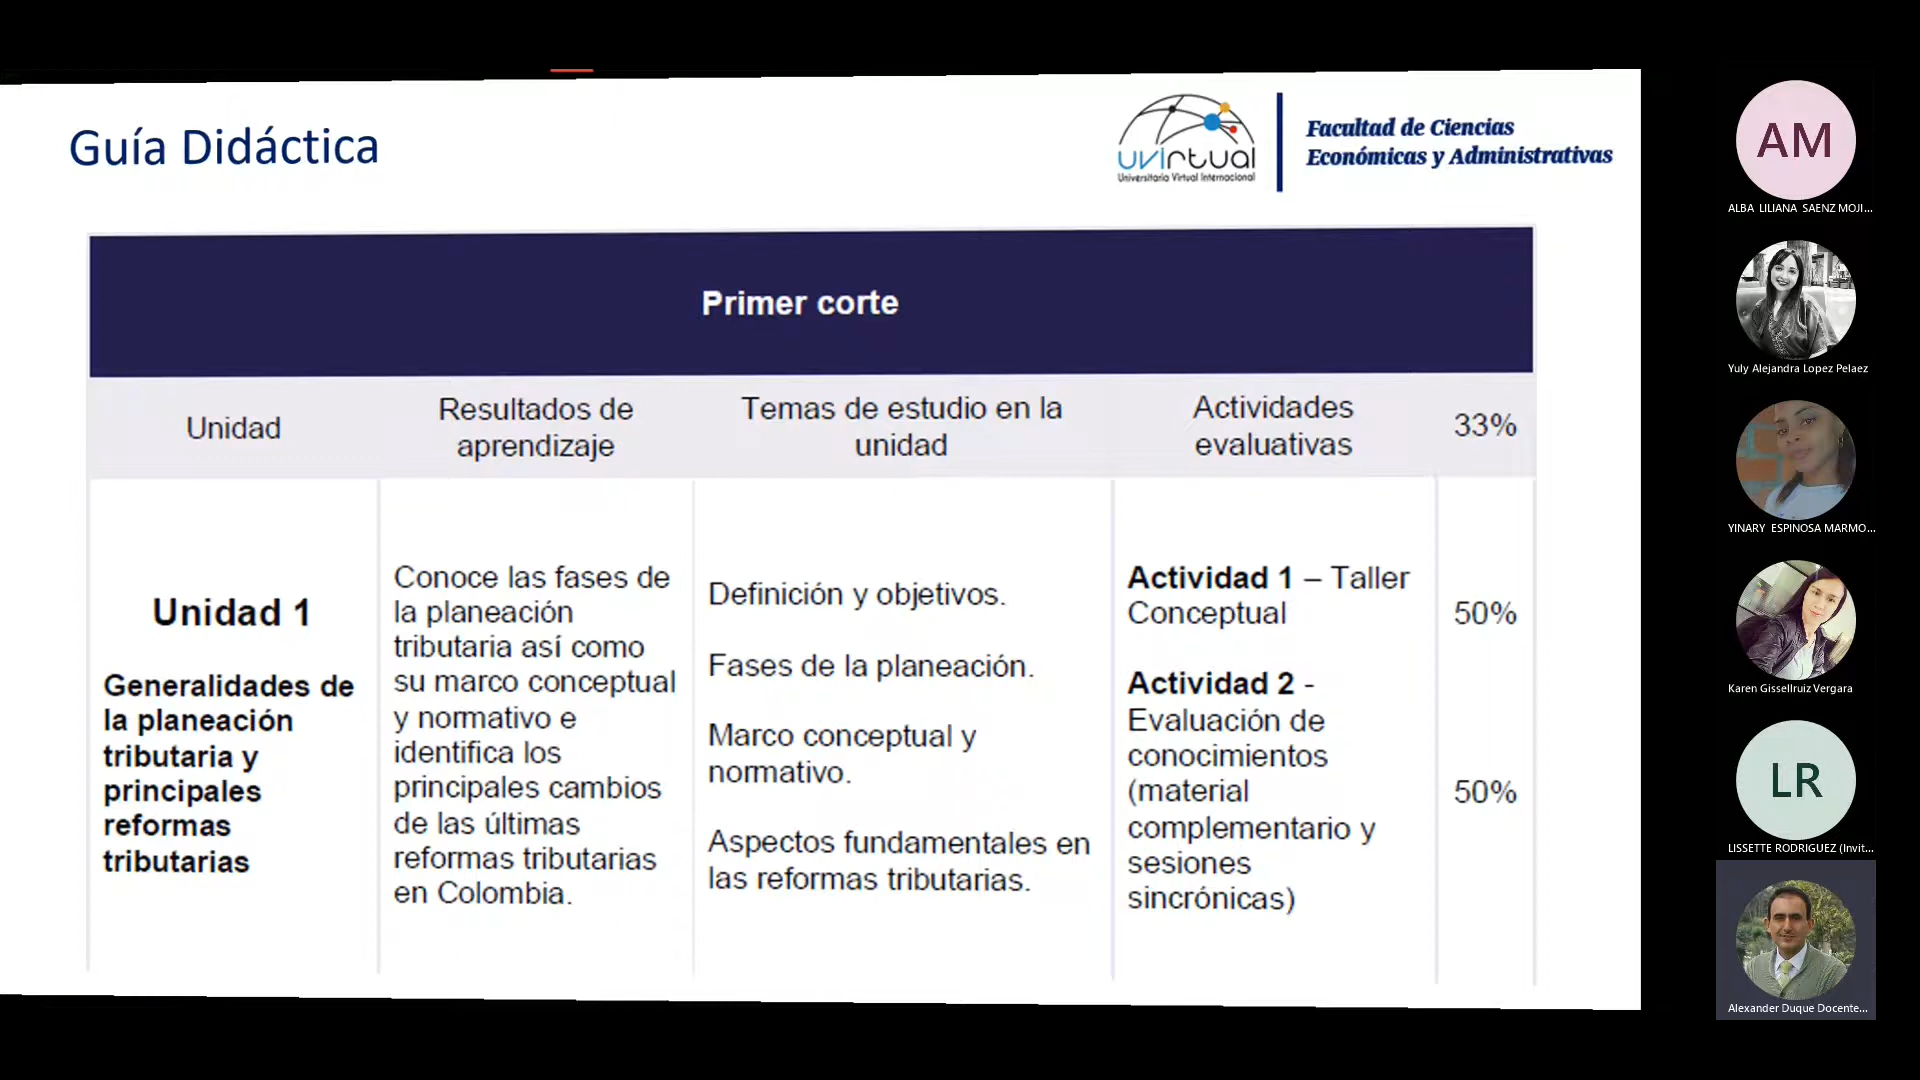 Guía Didáctica
uvirtual
Universitaria Virtual Internacional
Facultad de Ciencias
Económicas y Administrativas
Primer corte
Unidad
Resultados de
aprendizaje
Temas de estudio en la
unidad
Actividades
evaluativas
33%
Unidad 1
Generalidades de
la planeación
tributaria y
principales
reformas
tributarias
Conoce las fases de
la planeación
tributaria así como
su marco conceptual
y normativo e
identifica los
principales cambios
de las últimas
reformas tributarias
en Colombia.
Definición y objetivos.
Fases de la planeación.
Marco conceptual y
normativo.
Aspectos fundamentales en
las reformas tributarias.
Actividad 1 – Taller
Conceptual
Actividad 2 -
Evaluación de
conocimientos
(material
complementario y
sesiones
sincrónicas)
50%
50%
AM
ALBA LILIANA SAENZ MOJI...
Yuly Alejandra Lopez Pelaez
YINARY ESPINOSA MARMO...
Karen Gissellruiz Vergara
LR
LISSETTE RODRIGUEZ (Invit...
Alexander Duque Docente...